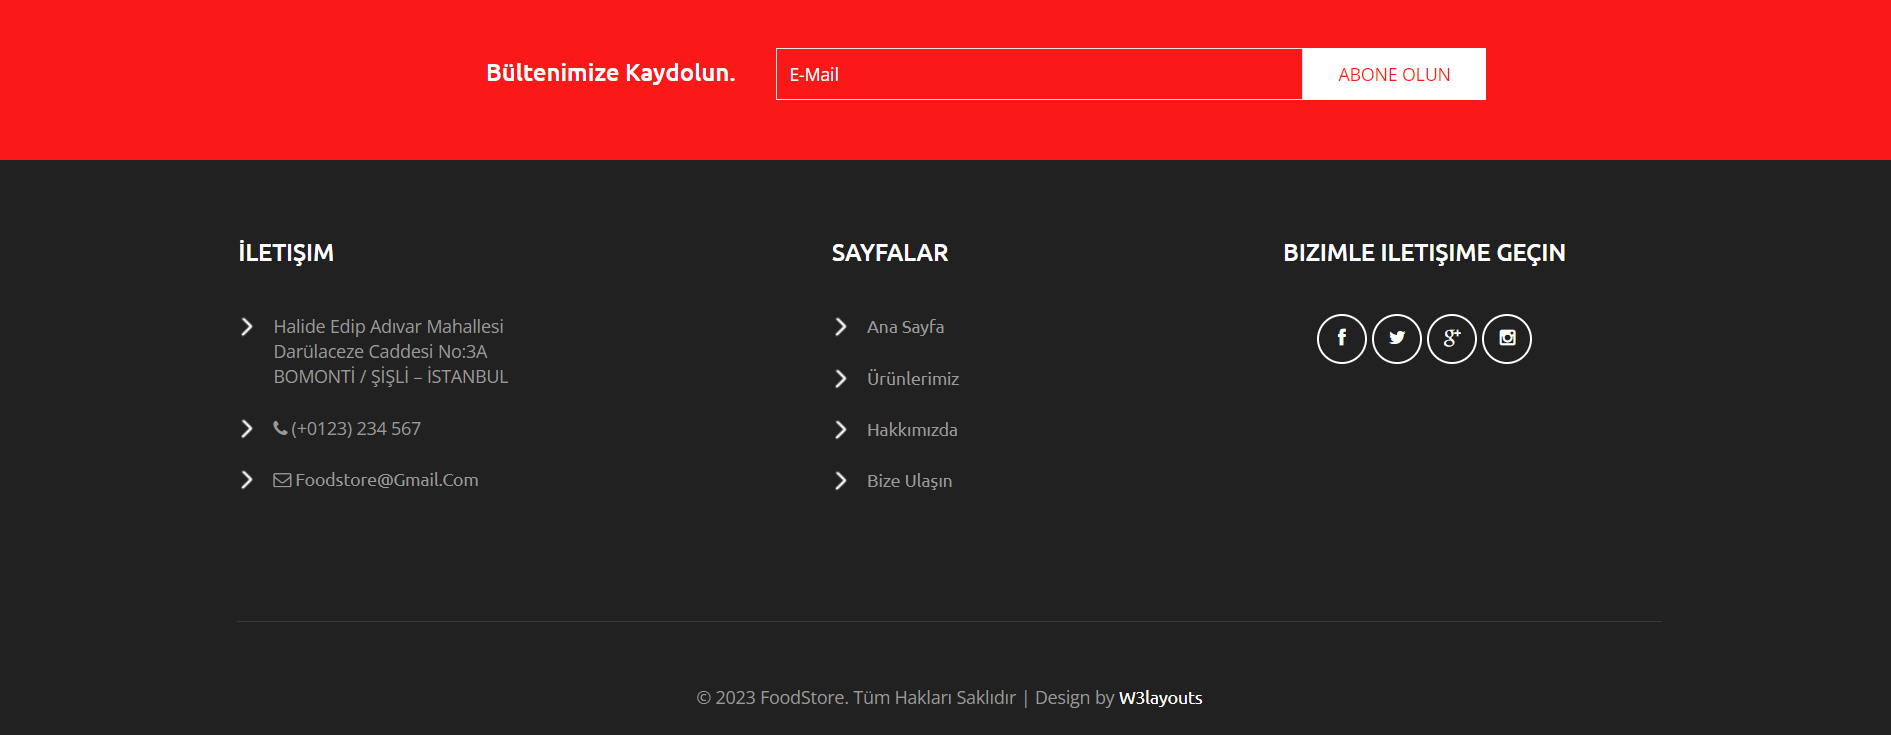 Bültenimize Kaydolun.
E-Mail
ABONE OLUN
İLETIŞIM
Halide Edip Adıvar Mahallesi
Darülaceze Caddesi No:3A
BOMONTİ / ŞİŞLİ – İSTANBUL
(+0123) 234 567
Foodstore@Gmail.Com
SAYFALAR
Ana Sayfa
Ürünlerimiz
Hakkımızda
Bize Ulaşın
BIZIMLE ILETIŞIME GEÇIN
© 2023 FoodStore. Tüm Hakları Saklıdır | Design by W3layouts